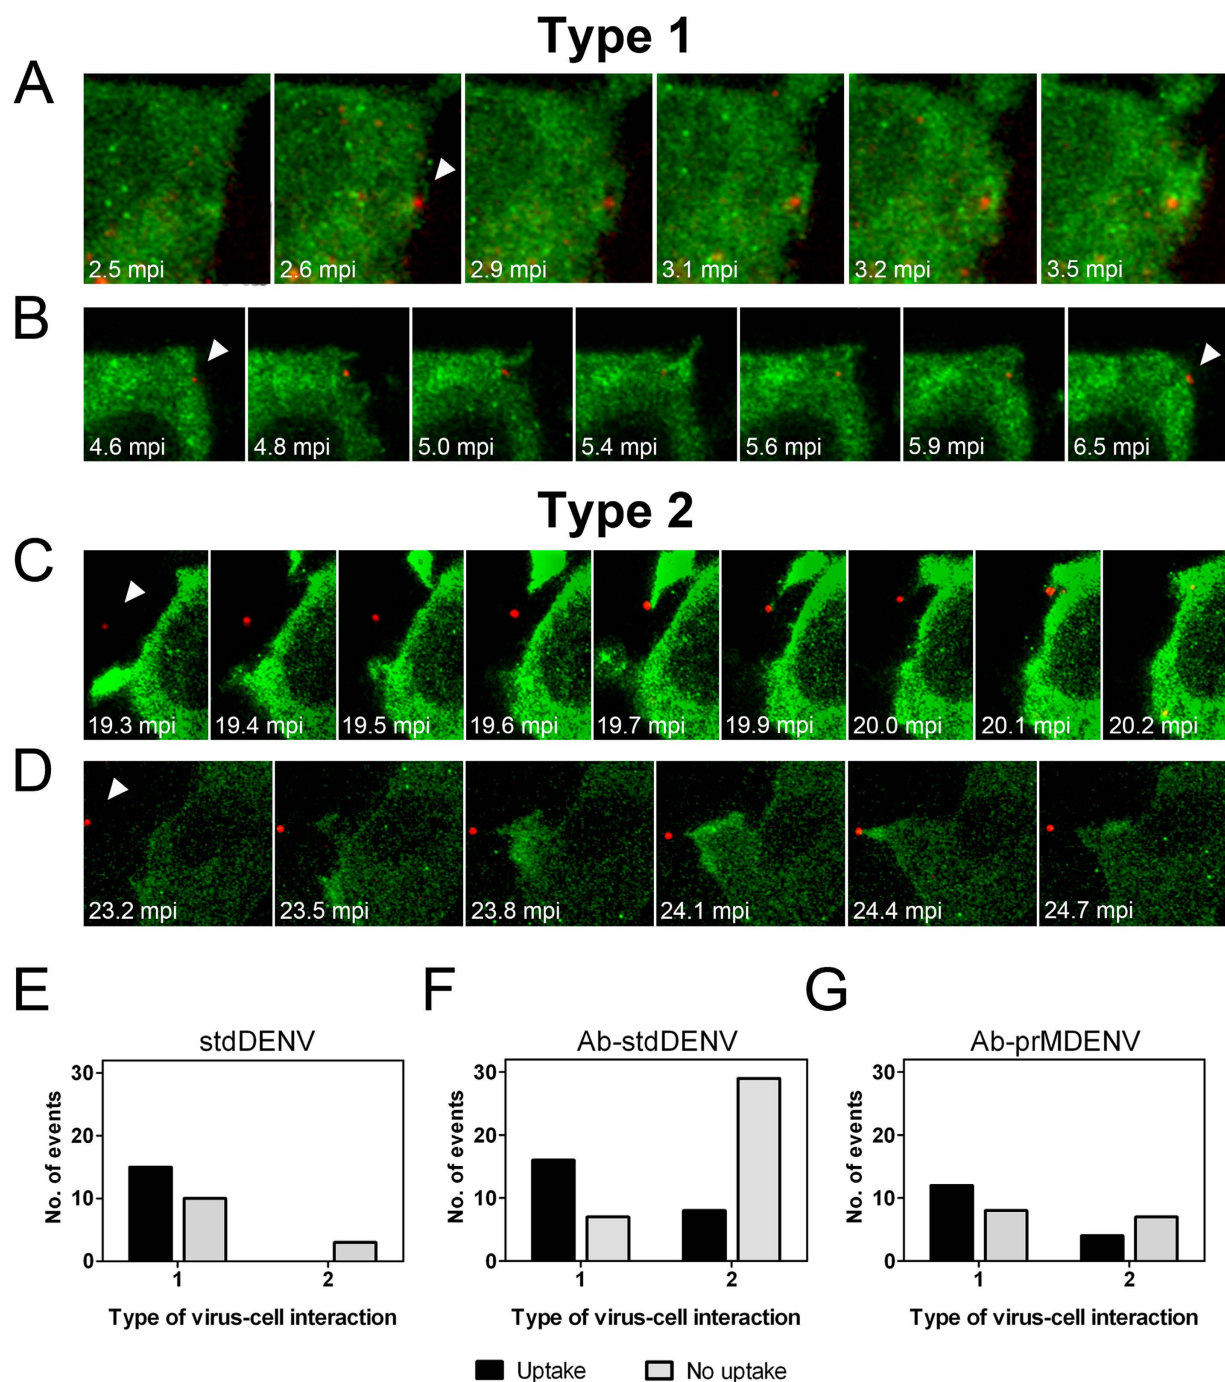 Type 1
A
2.5 mpi 2.6 mpi 2.9 mpi 3.1 mpi 3.2 mpi 3.5 mpi
B
4.6 mpi 4.8 mpi 5.0 mpi 5.4 mpi 5.6 mpi 5.9 mpi 6.5 mpi
Type 2
C
19.3 mpi 19.4 mpi 19.5 mpi 19.6 mpi 19.7 mpi 19.9 mpi 20.0 mpi 20.1 mpi 20.2 mpi
D
23.2 mpi 23.5 mpi 23.8 mpi 24.1 mpi 24.4 mpi 24.7 mpi
E
stdDENV
No. of events
30
20
10
0
1 2
Type of virus-cell interaction
F
Ab-stdDENV
No. of events
30
20
10
0
1 2
Type of virus-cell interaction
G
Ab-prMDENV
No. of events
30
20
10
0
1 2
Type of virus-cell interaction
Uptake No uptake